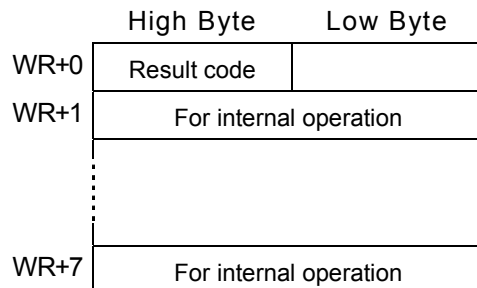 High Byte Low Byte
WR+0 Result code
WR+1 For internal operation
WR+7 For internal operation